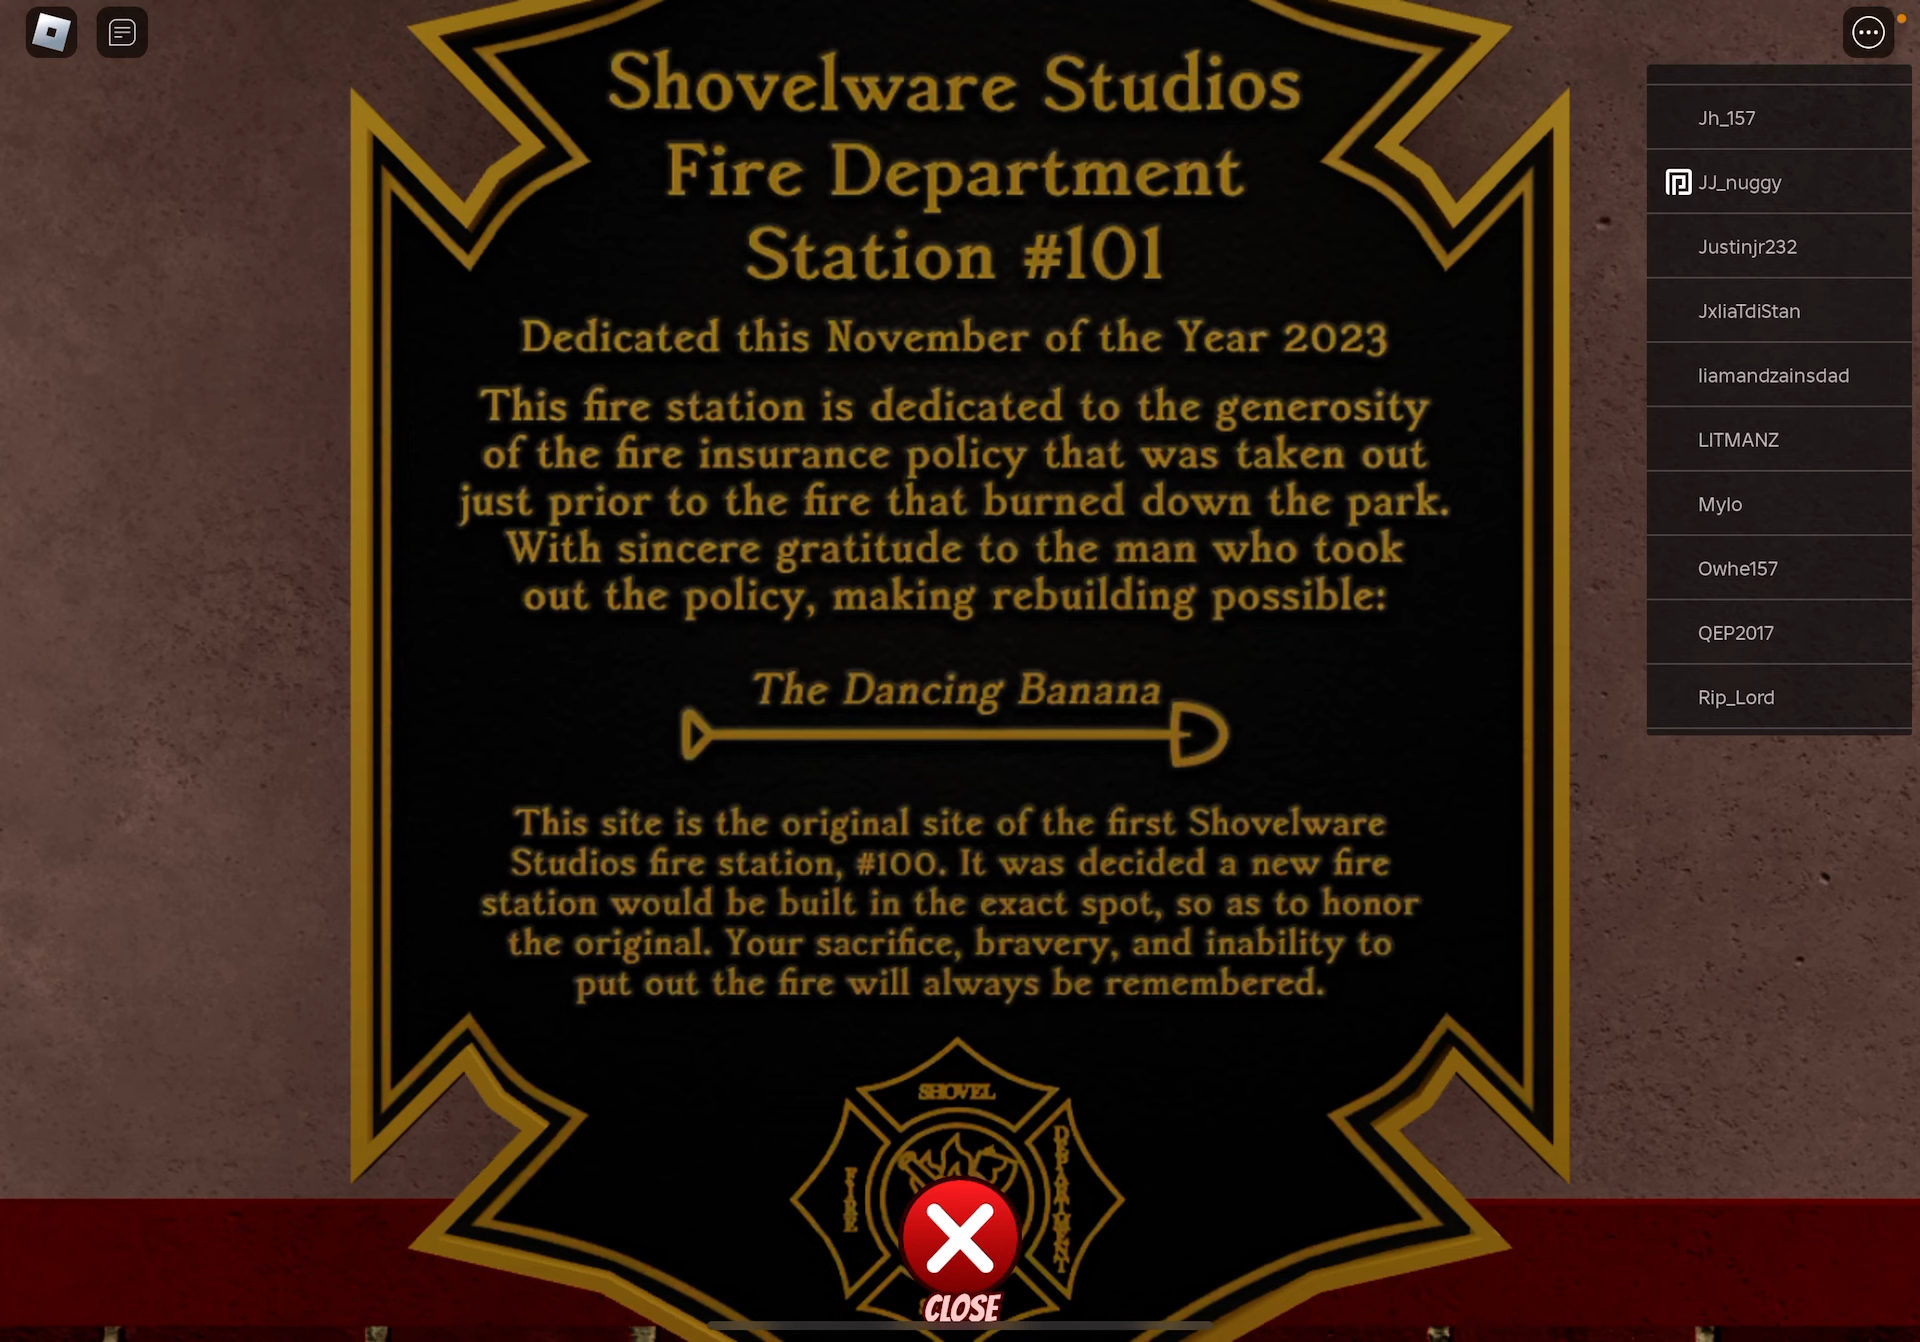 Shovelware Studios
Fire Department
Station #101
Dedicated this November of the Year 2023
This fire station is dedicated to the generosity
of the fire insurance policy that was taken out
just prior to the fire that burned down the park.
With sincere gratitude to the man who took
out the policy, making rebuilding possible:
The Dancing Banana
This site is the original site of the first Shovelware
Studios fire station, #100. It was decided a new fire
station would be built in the exact spot, so as to honor
the original. Your sacrifice, bravery, and inability to
put out the fire will always be remembered.
SHOVEL
FIRE
DEPARTMENT
CLOSE
Jh_157
JJ_nuggy
Justinjr232
JxliaTdiStan
liamandzainsdad
LITMANZ
Mylo
Owhe157
QEP2017
Rip_Lord